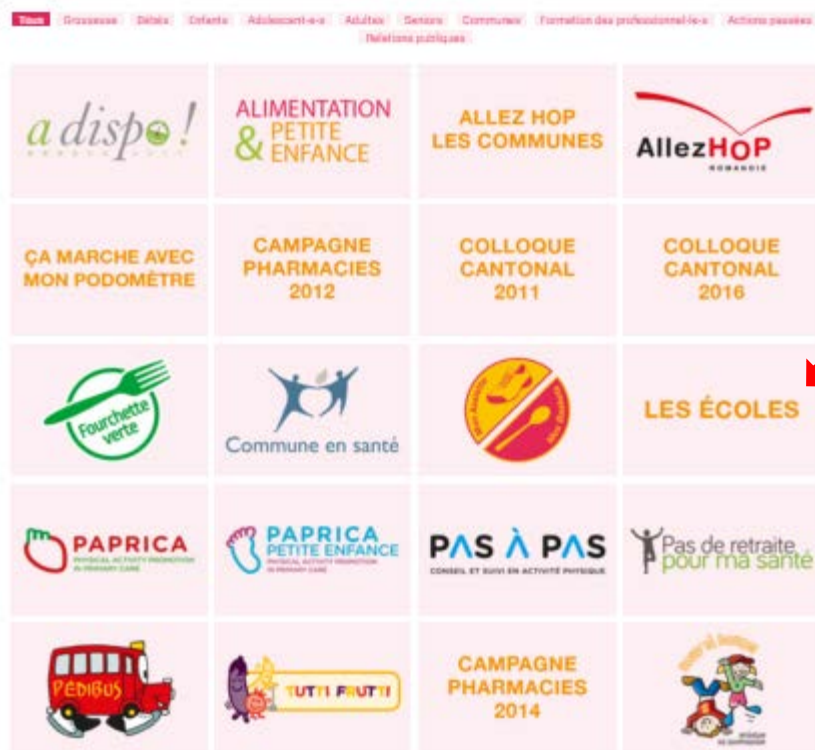 Tous Grossesse Bébés Enfants Adolescent-e-s Adultes Seniors Communes Formation des professionnel-le-s Actions passées
Relations publiques
a dispo !
ALIMENTATION
& PETITE
ENFANCE
ALLEZ HOP
LES COMMUNES
AllezHOP
ROMANDIE
ÇA MARCHE AVEC
MON PODOMÈTRE
CAMPAGNE
PHARMACIES
2012
COLLOQUE
CANTONAL
2011
COLLOQUE
CANTONAL
2016
Fourchette
verte
Commune en santé
LES ÉCOLES
PAPRICA
PHYSICAL ACTIVITY PROMOTION
IN PRIMARY CARE
PAPRICA
PETITE ENFANCE
PHYSICAL ACTIVITY PROMOTION
IN PRIMARY CARE
PAS À PAS
CONSEIL ET SUIVI EN ACTIVITÉ PHYSIQUE
Pas de retraite
pour ma santé
PÉDIBUS
TUTTI FRUTTI
CAMPAGNE
PHARMACIES
2014